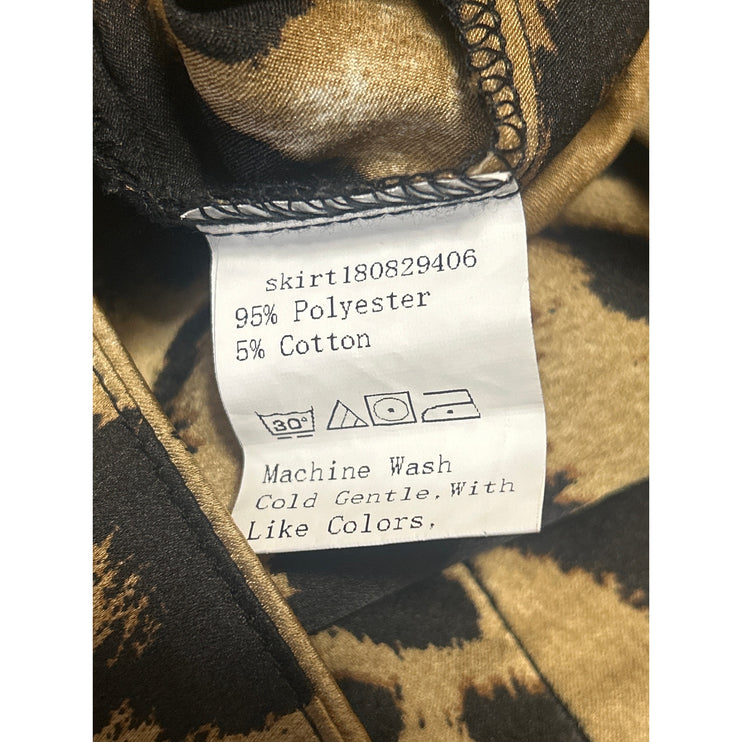 skirt180829406
95% Polyester
5% Cotton
30°
Machine Wash
Cold Gentle, With
Like Colors,